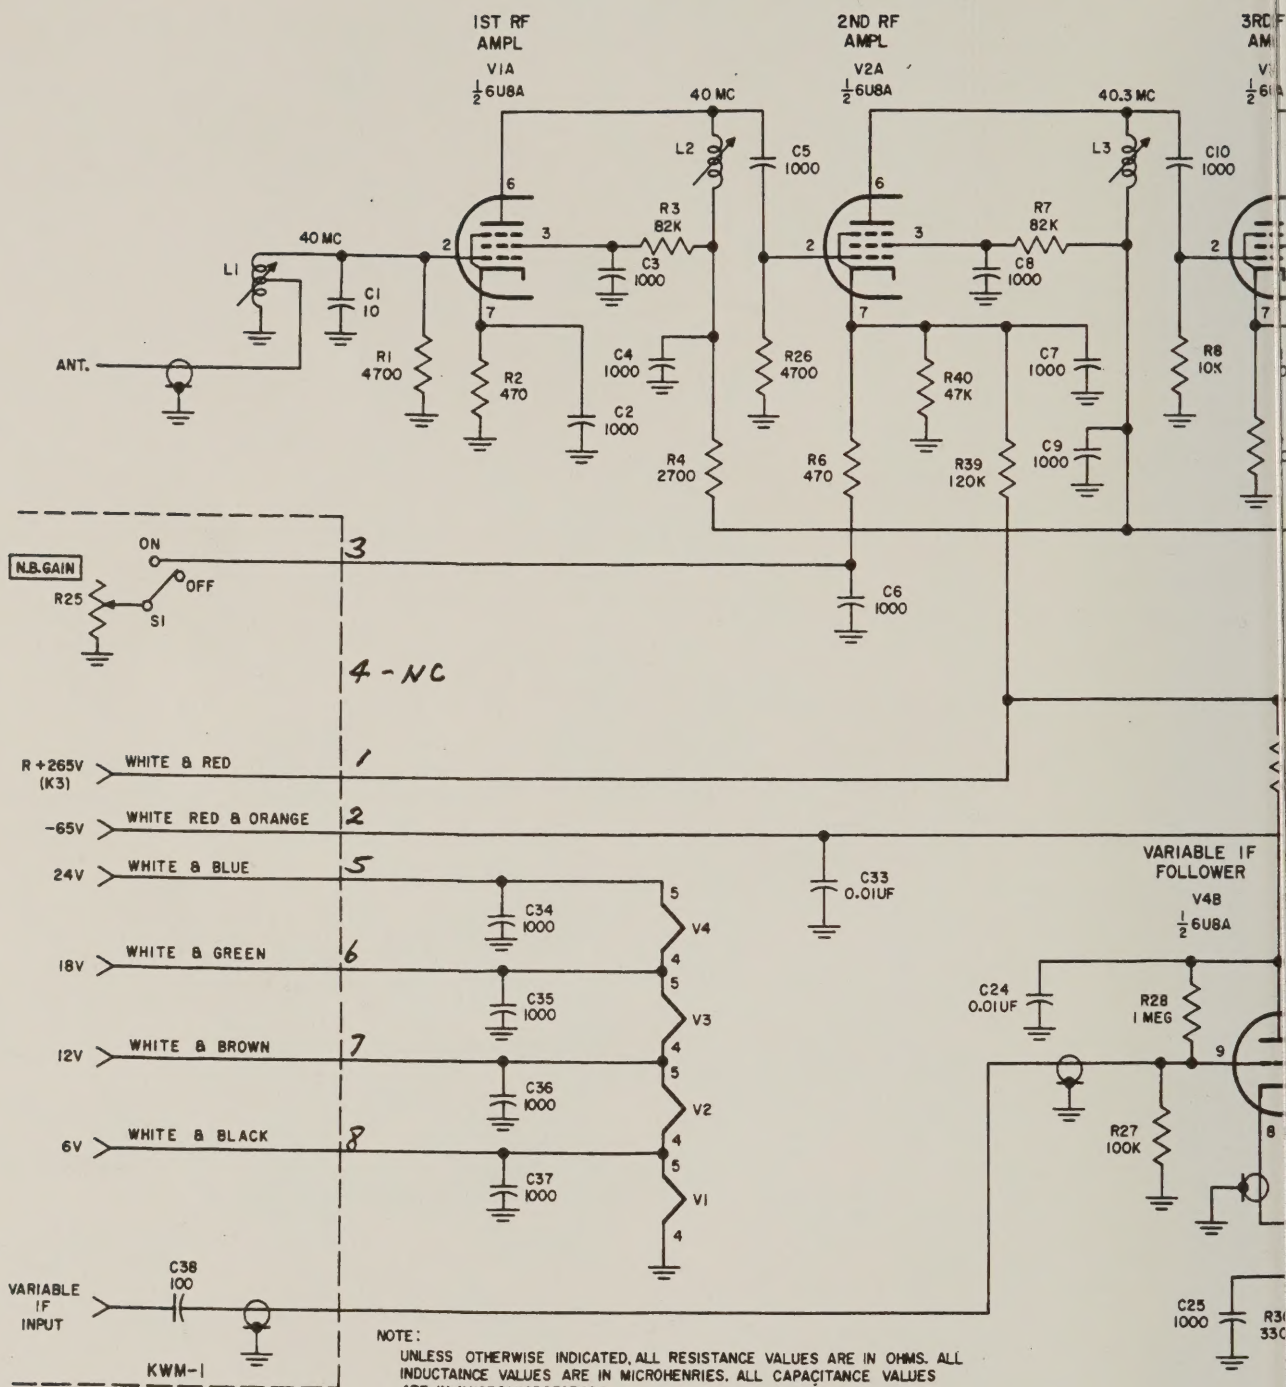 1ST RF
AMPL
V1A
1/2 6U8A
2ND RF
AMPL
V2A
1/2 6U8A
3RD
40 MC
40.3 MC
L2
C5
1000
L3
C10
1000
6
6
R3
82K
R7
82K
40 MC
2
3
2
3
2
L1
C1
10
C3
1000
C8
1000
7
7
7
ANT.
R1
4700
R2
470
C4
1000
R26
4700
R40
47K
C7
1000
R8
10K
C2
1000
R4
2700
R6
470
R39
120K
C9
1000
ON
3
N.B.GAIN
OFF
R25
S1
C6
1000
4 - NC
R +265V
(K3)
WHITE & RED
1
-65V
WHITE RED & ORANGE
2
24V
WHITE & BLUE
5
C33
0.01UF
VARIABLE IF
FOLLOWER
V4B
1/2 6U8A
C34
1000
5
V4
4
18V
WHITE & GREEN
6
C35
1000
5
V3
4
C24
0.01UF
R28
1 MEG
12V
WHITE & BROWN
7
C36
1000
5
V2
4
9
R27
100K
8
6V
WHITE & BLACK
8
C37
1000
5
V1
4
VARIABLE
IF
INPUT
C38
100
C25
1000
KWM-1
NOTE:
UNLESS OTHERWISE INDICATED, ALL RESISTANCE VALUES ARE IN OHMS. ALL
INDUCTAINCE VALUES ARE IN MICROHENRIES. ALL CAPACITANCE VALUES